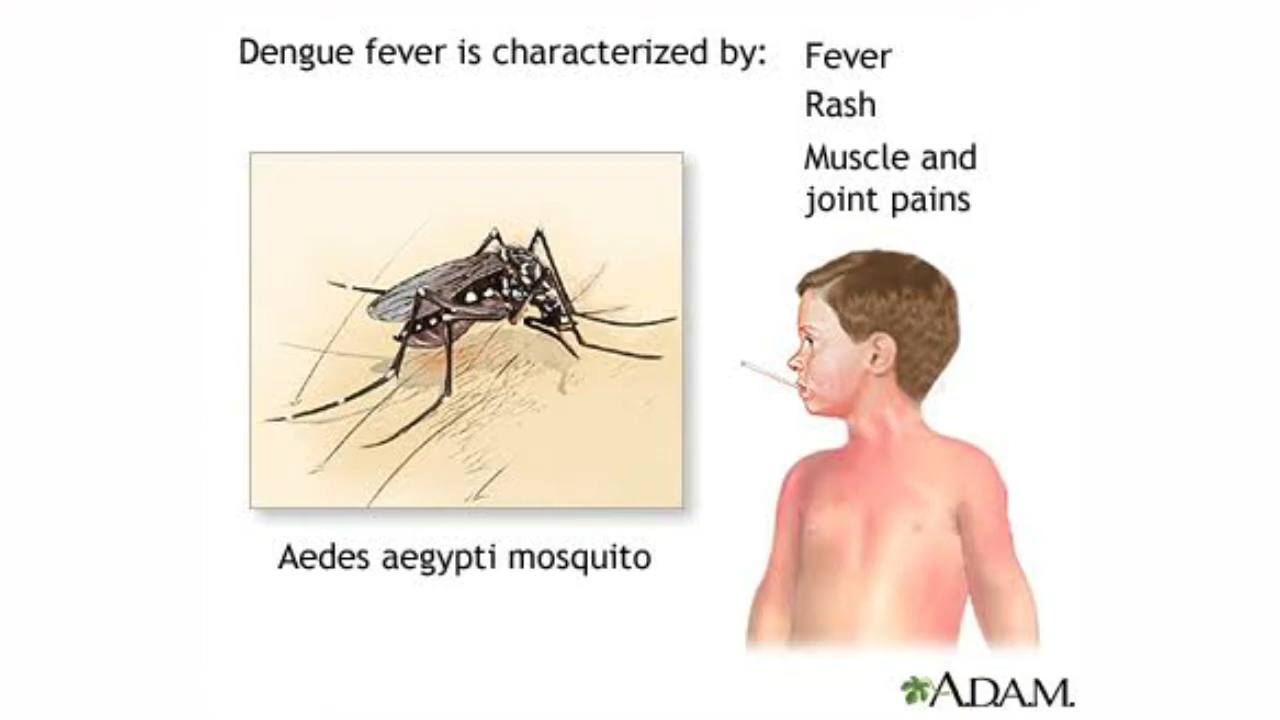 Dengue fever is characterized by:
Fever
Rash
Muscle and
joint pains
Aedes aegypti mosquito
A.D.A.M.